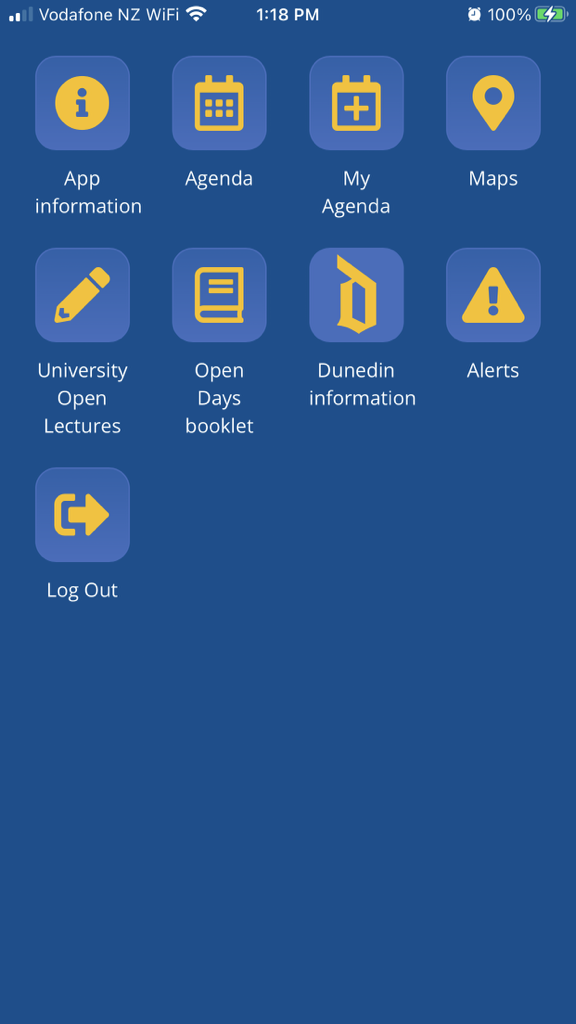 Vodafone NZ WiFi 1:18 PM 100%
App information
Agenda
My Agenda
Maps
University Open Lectures
Open Days booklet
Dunedin information
Alerts
Log Out